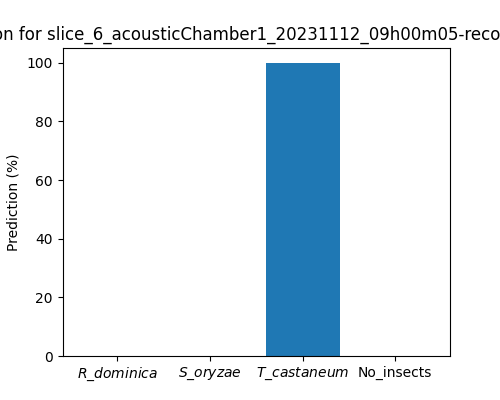 on for slice_6_acousticChamber1_20231112_09h00m05-reco
100
80
60
40
20
0
Prediction (%)
R_dominica S_oryzae T_castaneum No_insects